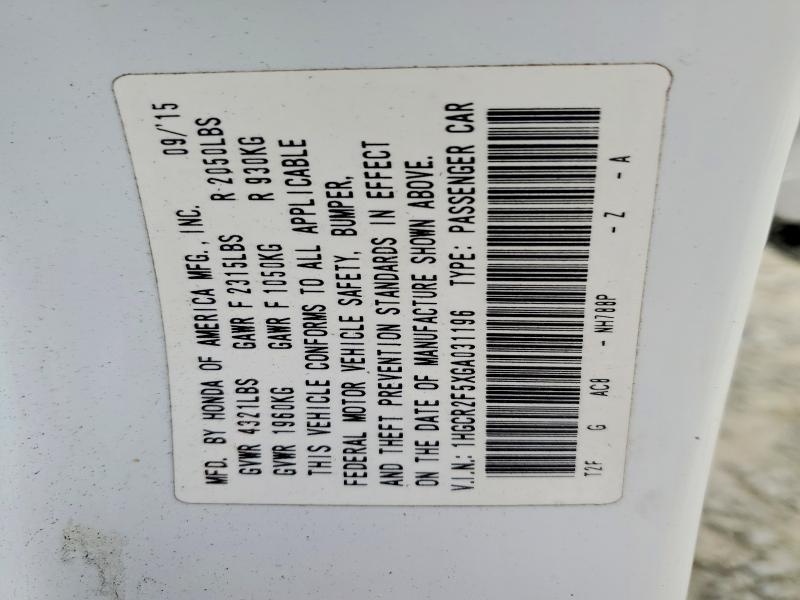 MFD. BY HONDA OF AMERICA MFG., INC. 09/'15
GVWR 4321LBS GAWR F 2315LBS R 2050LBS
GVWR 1960KG GAWR F 1050KG R 930KG
THIS VEHICLE CONFORMS TO ALL APPLICABLE
FEDERAL MOTOR VEHICLE SAFETY, BUMPER,
AND THEFT PREVENTION STANDARDS IN EFFECT
ON THE DATE OF MANUFACTURE SHOWN ABOVE.
V.I.N.: 1HGCR2F5XGA031196 TYPE: PASSENGER CAR
T2F G AC8 - NH788P - Z - A